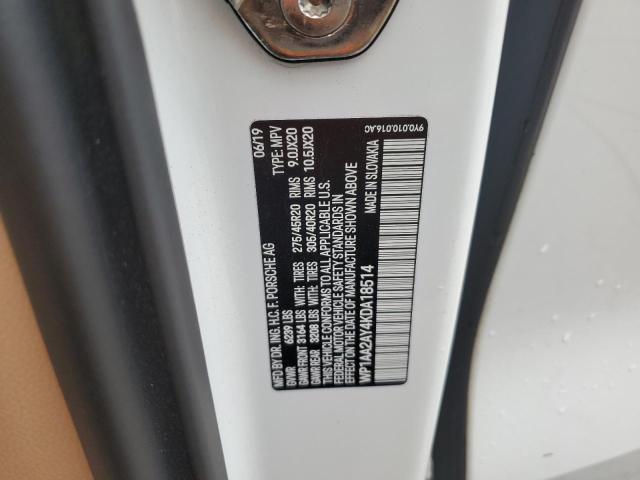 MFD BY DR. ING. H.C. F. PORSCHE AG 06/19
GVWR 6239 LBS TYPE: MPV
GAWR FRONT 3164 LBS WITH: TIRES 275/45R20 RIMS 9.0JX20
GAWR REAR 3208 LBS WITH: TIRES 305/40R20 RIMS 10.5JX20
THIS VEHICLE CONFORMS TO ALL APPLICABLE U.S.
FEDERAL MOTOR VEHICLE SAFETY STANDARDS IN
EFFECT ON THE DATE OF MANUFACTURE SHOWN ABOVE
MADE IN SLOVAKIA
WP1AA2AY4KDA18514
9Y0.010.016.AC